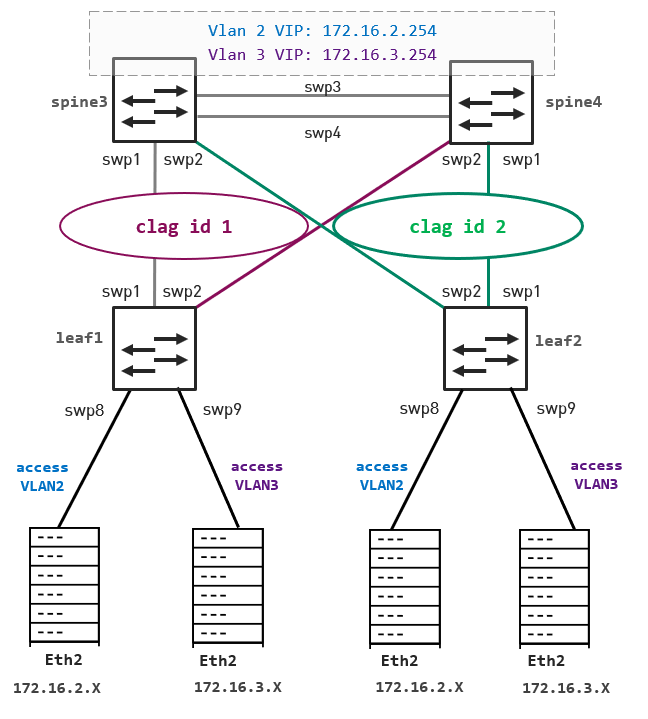 Vlan 2 VIP: 172.16.2.254
Vlan 3 VIP: 172.16.3.254
spine3
swp3
spine4
swp4
swp1 swp2
swp2 swp1
clag id 1
clag id 2
swp1 swp2
swp2 swp1
leaf1
leaf2
swp8
swp9
swp8
swp9
access
VLAN2
access
VLAN3
access
VLAN2
access
VLAN3
Eth2
Eth2
Eth2
Eth2
172.16.2.X
172.16.3.X
172.16.2.X
172.16.3.X